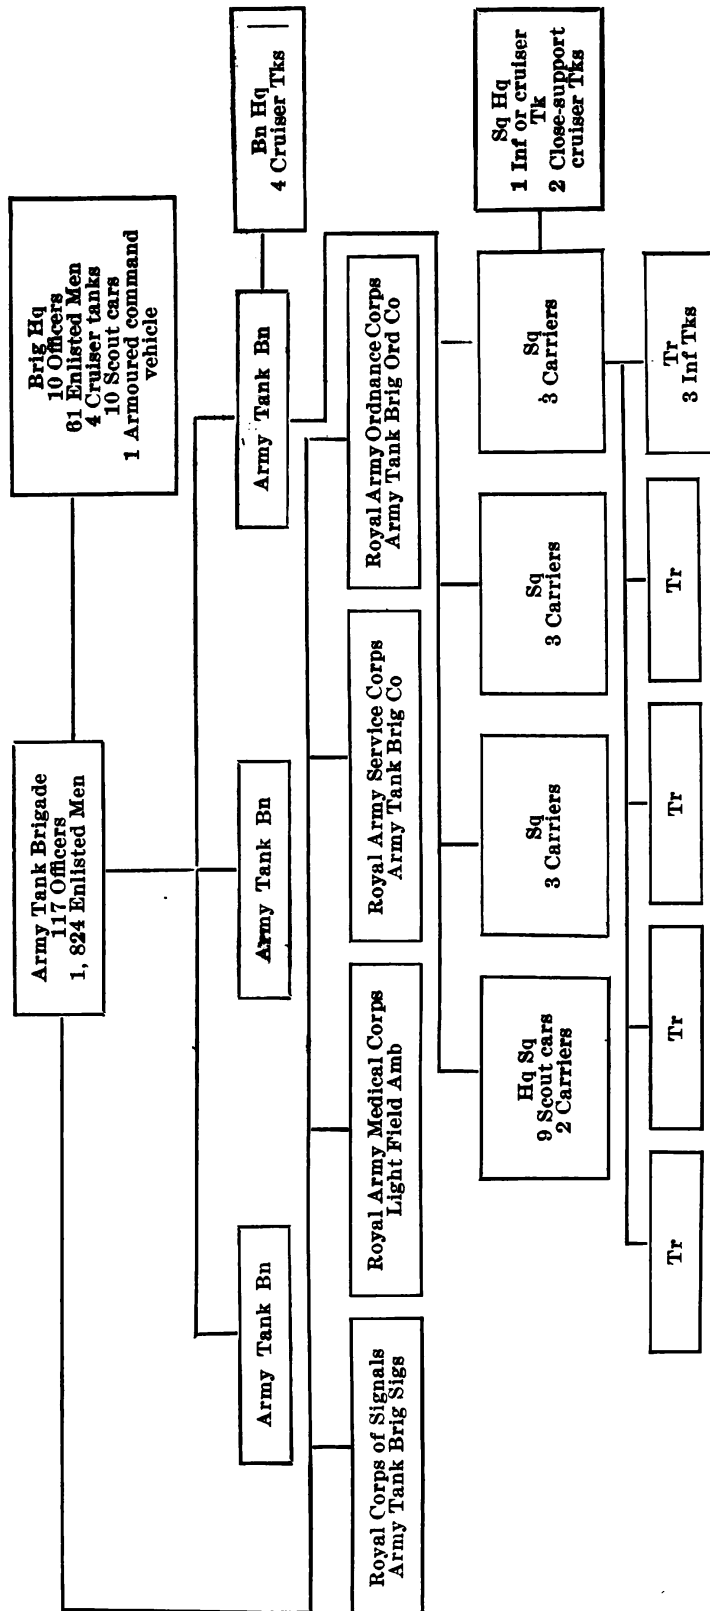 Army Tank Brigade
117 Officers
1, 824 Enlisted Men
Brig Hq
10 Officers
61 Enlisted Men
4 Cruiser tanks
10 Scout cars
1 Armoured command
vehicle
Army Tank Bn
Army Tank Bn
Army Tank Bn
Bn Hq
4 Cruiser Tks
Royal Corps of Signals
Army Tank Brig Sigs
Royal Army Medical Corps
Light Field Amb
Royal Army Service Corps
Army Tank Brig Co
Royal Army Ordnance Corps
Army Tank Brig Ord Co
Hq Sq
9 Scout cars
2 Carriers
Sq
3 Carriers
Sq
3 Carriers
Sq
3 Carriers
Sq Hq
1 Inf or cruiser
Tk
2 Close-support
cruiser Tks
Tr
Tr
Tr
Tr
Tr
3 Inf Tks